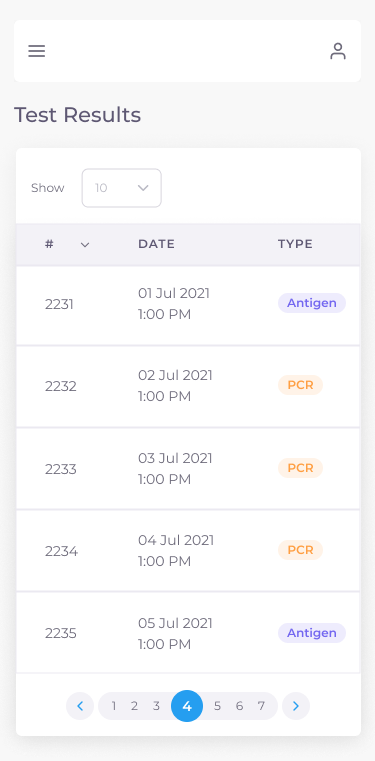 Test Results
Show 10
# DATE TYPE
2231 01 Jul 2021 1:00 PM Antigen
2232 02 Jul 2021 1:00 PM PCR
2233 03 Jul 2021 1:00 PM PCR
2234 04 Jul 2021 1:00 PM PCR
2235 05 Jul 2021 1:00 PM Antigen
1 2 3 4 5 6 7